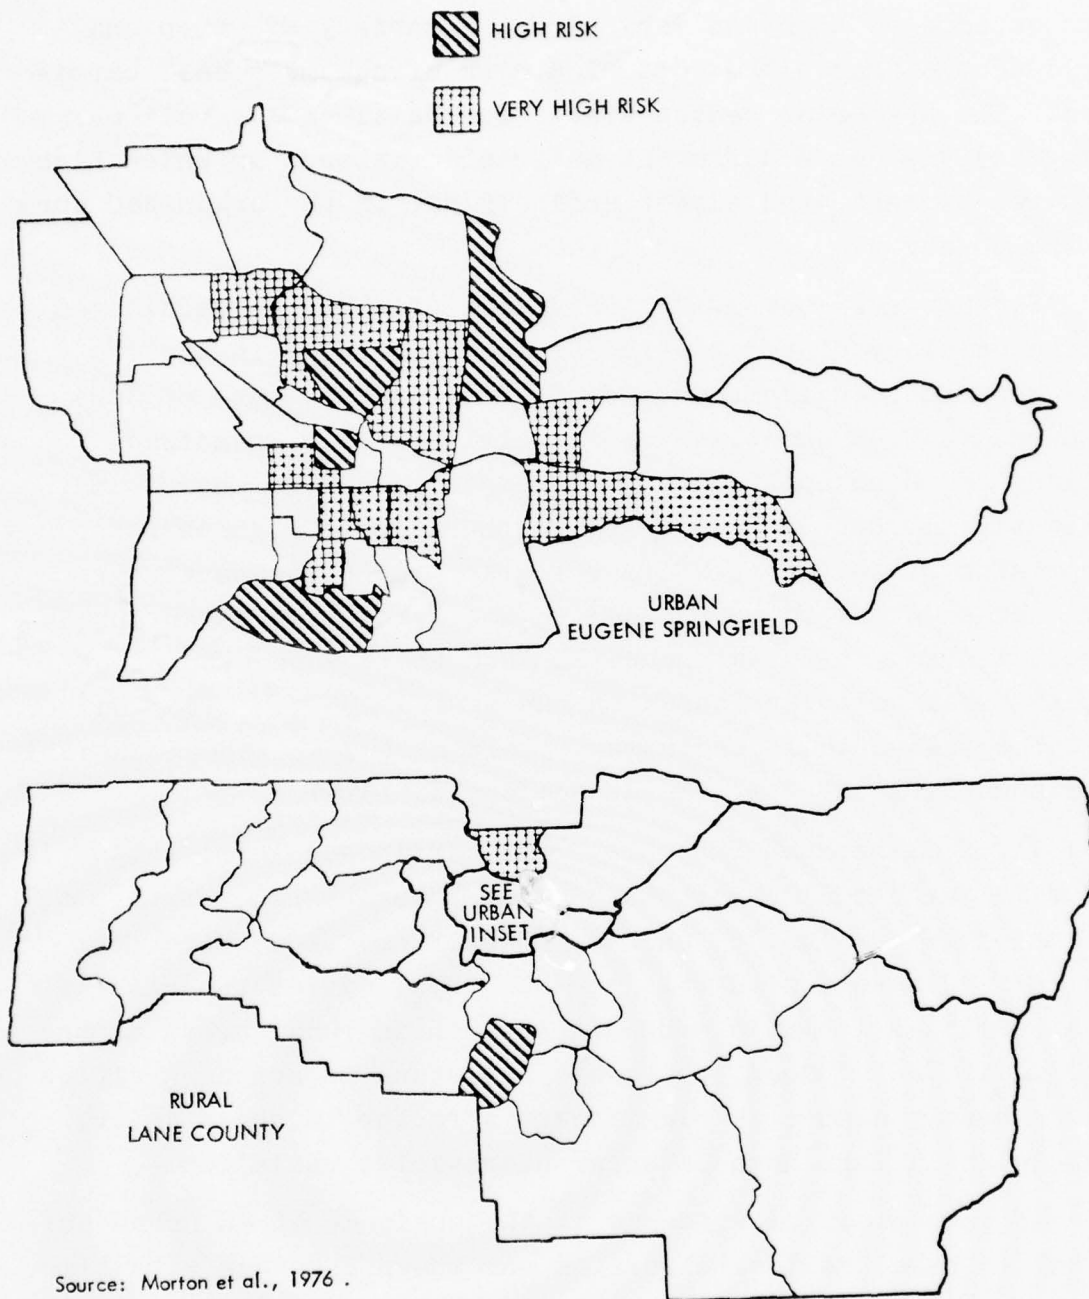 HIGH RISK
VERY HIGH RISK
URBAN
EUGENE SPRINGFIELD
SEE
URBAN
INSET
RURAL
LANE COUNTY
Source: Morton et al., 1976 .